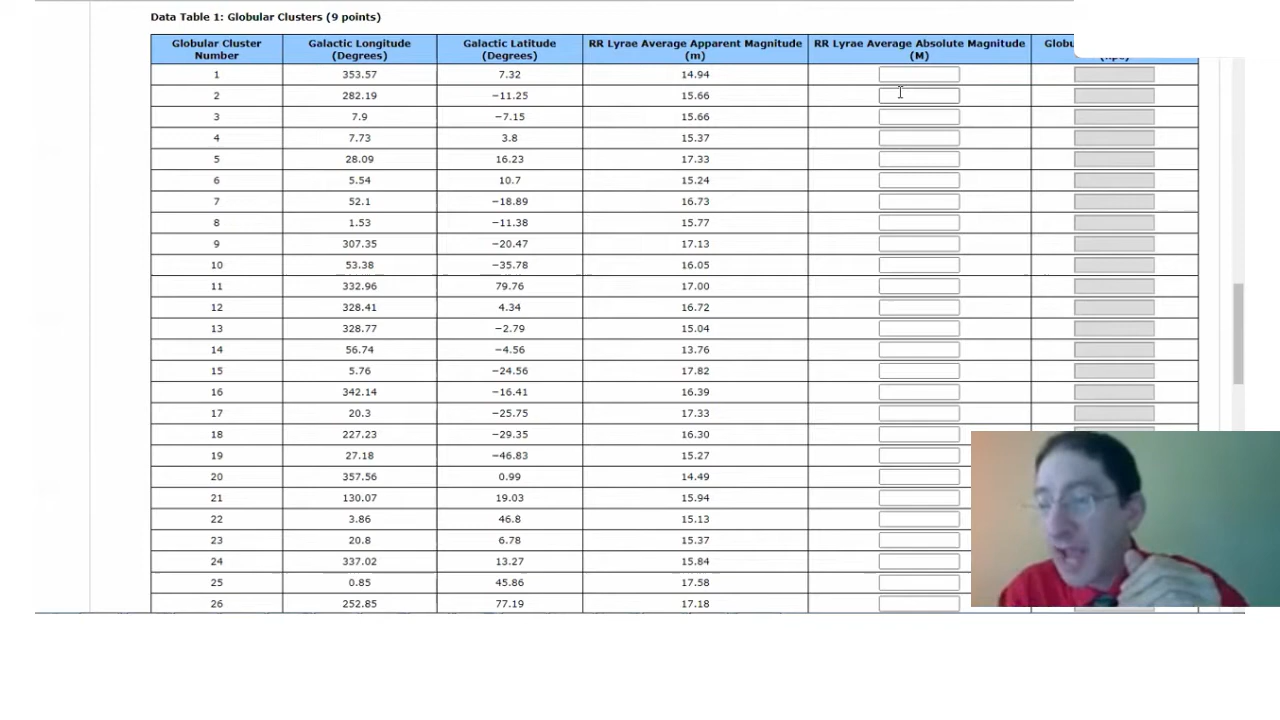 Data Table 1: Globular Clusters (9 points)
Globular Cluster Number Galactic Longitude (Degrees) Galactic Latitude (Degrees) RR Lyrae Average Apparent Magnitude (m) RR Lyrae Average Absolute Magnitude (M)
1 353.57 7.32 14.94
2 282.19 −11.25 15.66
3 7.9 −7.15 15.66
4 7.73 3.8 15.37
5 28.09 16.23 17.33
6 5.54 10.7 15.24
7 52.1 −18.89 16.73
8 1.53 −11.38 15.77
9 307.35 −20.47 17.13
10 53.38 −35.78 16.05
11 332.96 79.76 17.00
12 328.41 4.34 16.72
13 328.77 −2.79 15.04
14 56.74 −4.56 13.76
15 5.76 −24.56 17.82
16 342.14 −16.41 16.39
17 20.3 −25.75 17.33
18 227.23 −29.35 16.30
19 27.18 −46.83 15.27
20 357.56 0.99 14.49
21 130.07 19.03 15.94
22 3.86 46.8 15.13
23 20.8 6.78 15.37
24 337.02 13.27 15.84
25 0.85 45.86 17.58
26 252.85 77.19 17.18